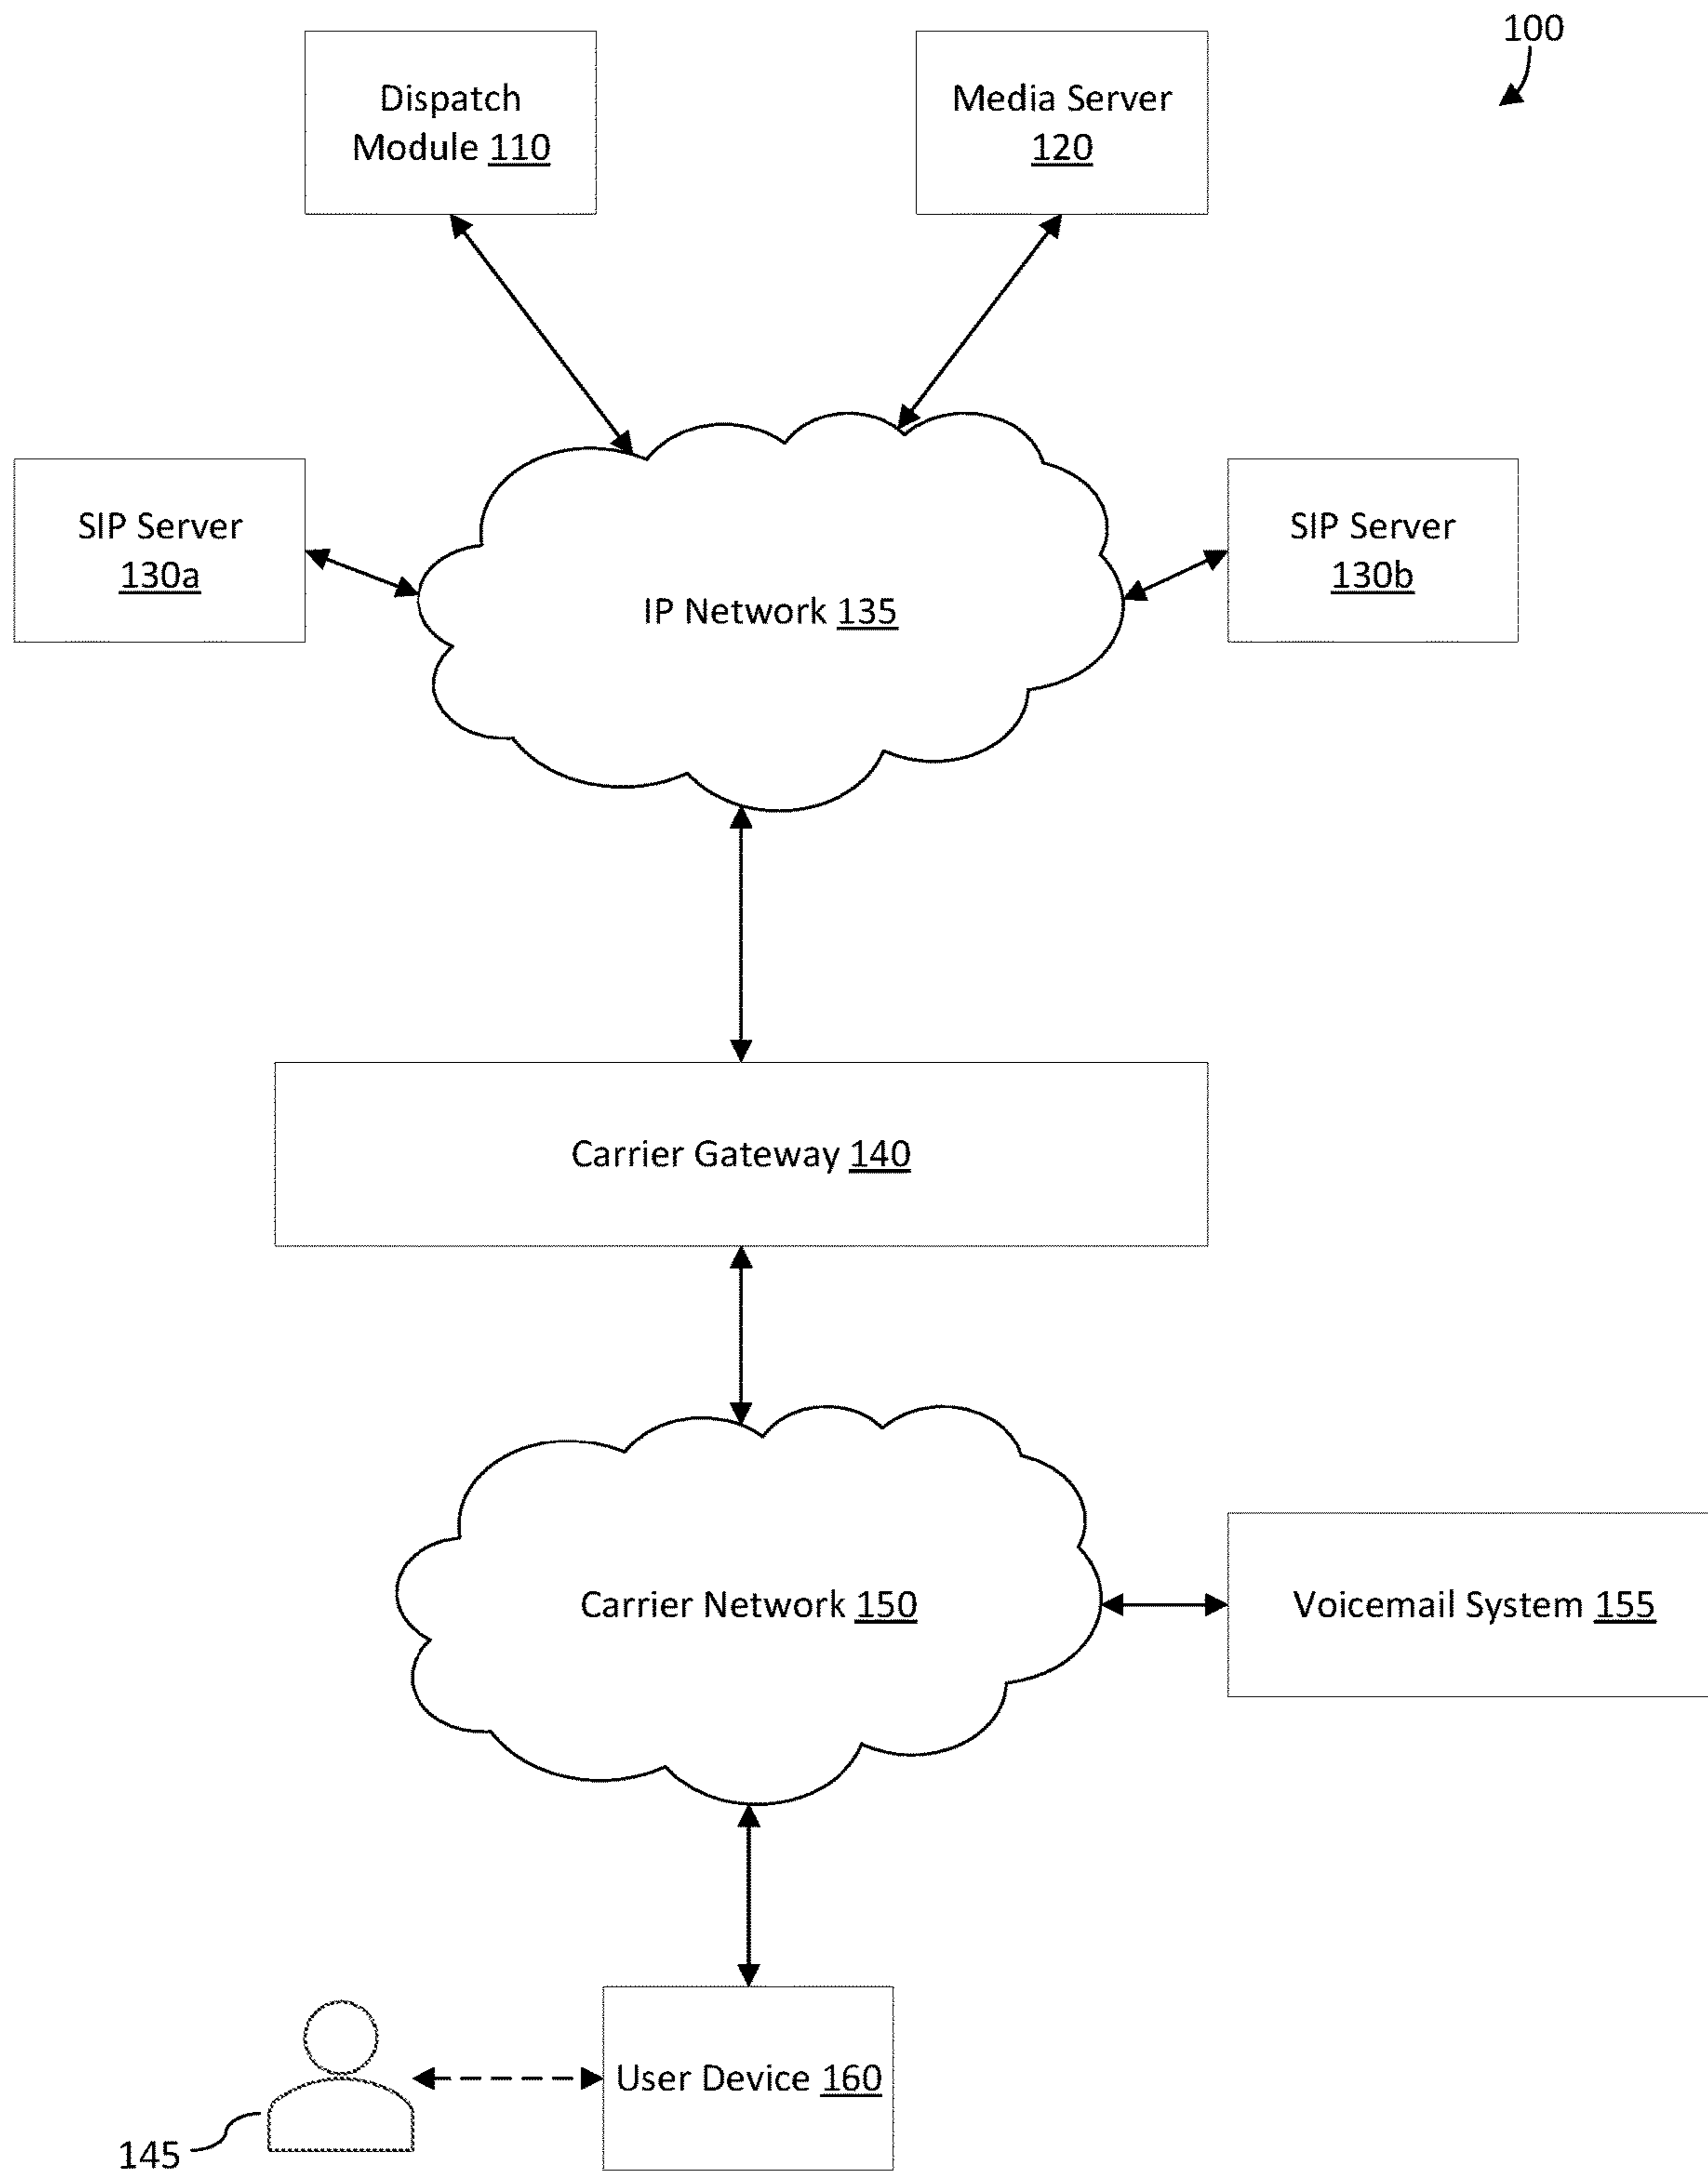 100
Dispatch
Module 110
Media Server
120
SIP Server
130a
IP Network 135
SIP Server
130b
Carrier Gateway 140
Carrier Network 150
Voicemail System 155
User Device 160
145